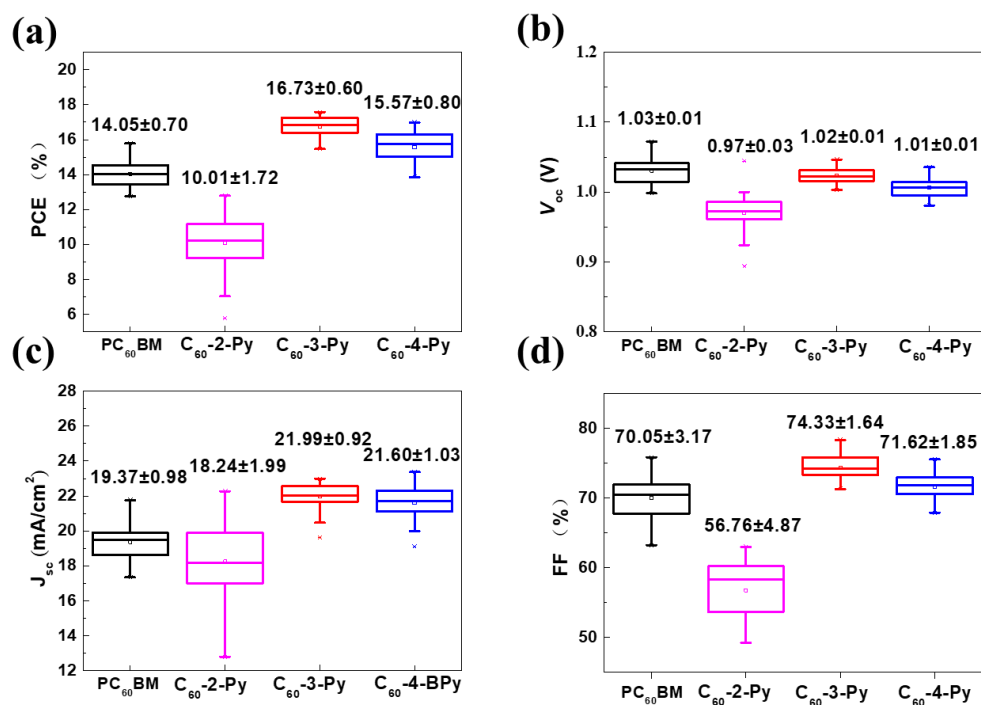 (a)
PCE (%)
20
18
16
14
12
10
8
6
14.05±0.70
10.01±1.72
16.73±0.60
15.57±0.80
PC60BM
C60-2-Py
C60-3-Py
C60-4-Py
(b)
Voc (V)
1.2
1.1
1.0
0.9
0.8
1.03±0.01
0.97±0.03
1.02±0.01
1.01±0.01
PC60BM
C60-2-Py
C60-3-Py
C60-4-Py
(c)
Jsc (mA/cm²)
28
26
24
22
20
18
16
14
12
19.37±0.98
18.24±1.99
21.99±0.92
21.60±1.03
PC60BM
C60-2-Py
C60-3-Py
C60-4-BPy
(d)
FF (%)
80
70
60
50
70.05±3.17
56.76±4.87
74.33±1.64
71.62±1.85
PC60BM
C60-2-Py
C60-3-Py
C60-4-Py